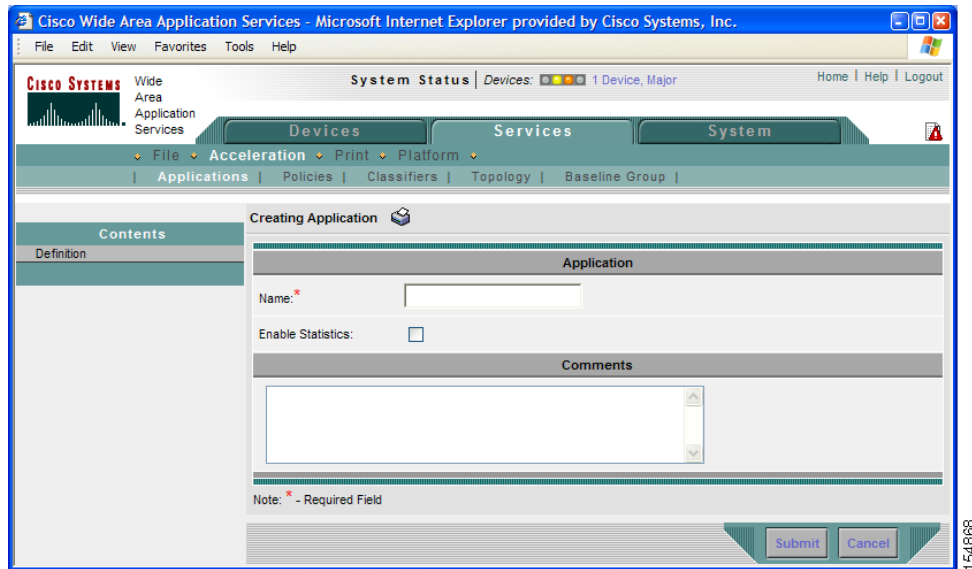 Cisco Wide Area Application Services - Microsoft Internet Explorer provided by Cisco Systems, Inc.
File Edit View Favorites Tools Help
CISCO SYSTEMS
Wide
Area
Application
Services
System Status | Devices: 1 Device, Major
Home | Help | Logout
Devices Services System
File Acceleration Print Platform
| Applications | Policies | Classifiers | Topology | Baseline Group |
Contents
Definition
Creating Application
Application
Name:*
Enable Statistics:
Comments
Note: * - Required Field
Submit Cancel
154868